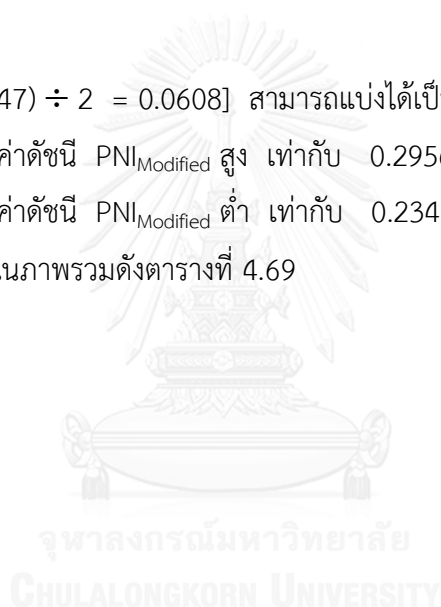 47) ÷ 2 = 0.0608] สามารถแบ่งได้เป็
ค่าดัชนี PNIModified สูง เท่ากับ 0.295
ค่าดัชนี PNIModified ต่ำ เท่ากับ 0.234
นภาพรวมดังตารางที่ 4.69
จุฬาลงกรณ์มหาวิทยาลัย
CHULALONGKORN UNIVERSITY